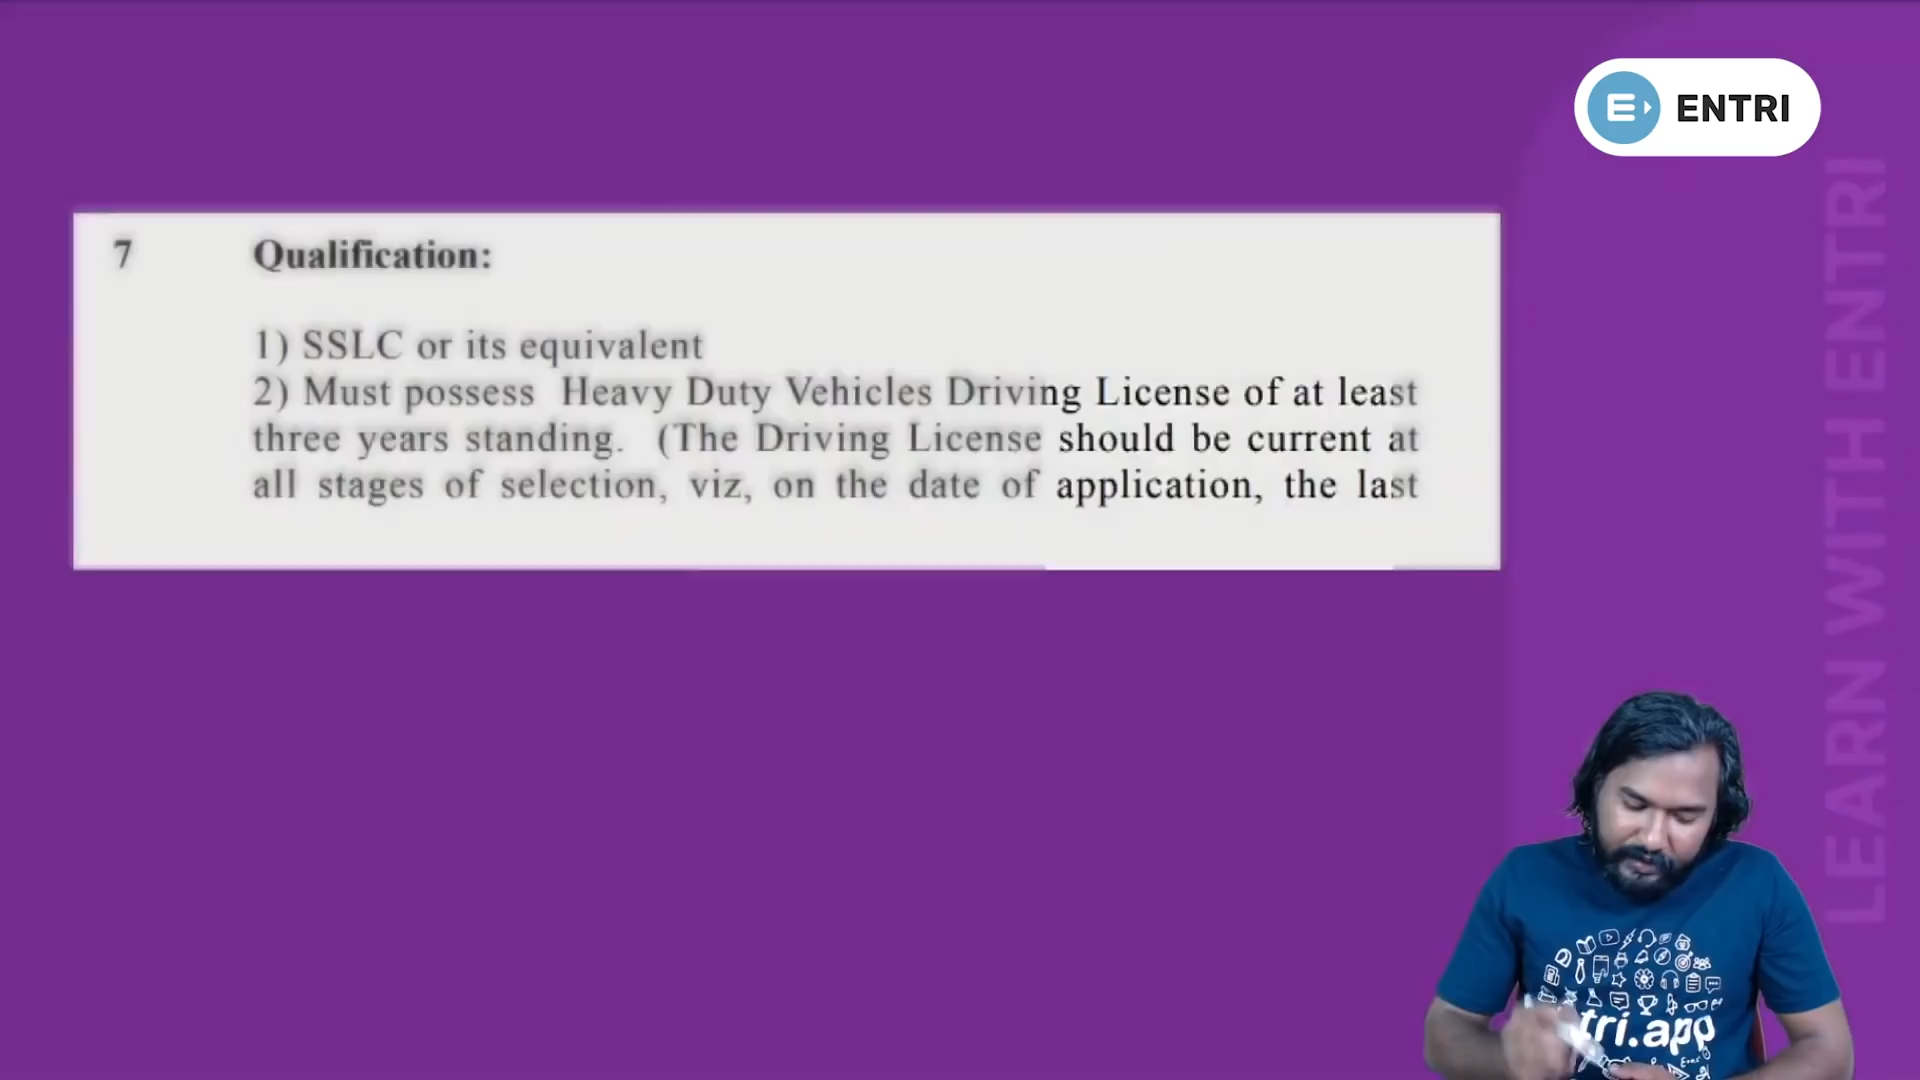 ENTRI
7 Qualification:
1) SSLC or its equivalent
2) Must possess Heavy Duty Vehicles Driving License of at least
three years standing. (The Driving License should be current at
all stages of selection, viz, on the date of application, the last
LEARN WITH ENTRI
tri.app